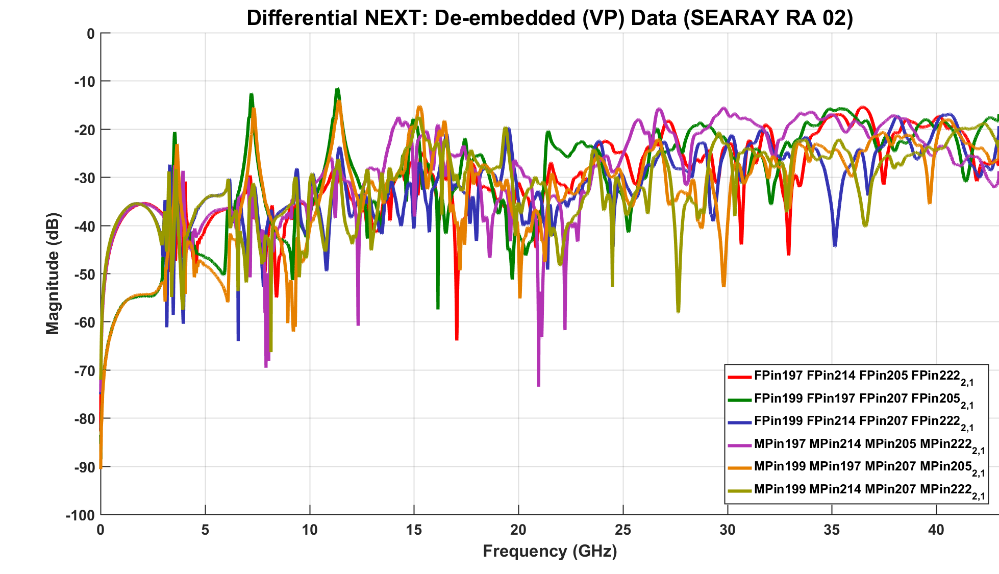 Differential NEXT: De-embedded (VP) Data (SEARAY RA 02)
0
-10
-20
-30
-40
-50
-60
-70
-80
-90
-100
Magnitude (dB)
0 5 10 15 20 25 30 35 40
Frequency (GHz)
FPin197 FPin214 FPin205 FPin222 2,1
FPin199 FPin197 FPin207 FPin205 2,1
FPin199 FPin214 FPin207 FPin222 2,1
MPin197 MPin214 MPin205 MPin222 2,1
MPin199 MPin197 MPin207 MPin205 2,1
MPin199 MPin214 MPin207 MPin222 2,1